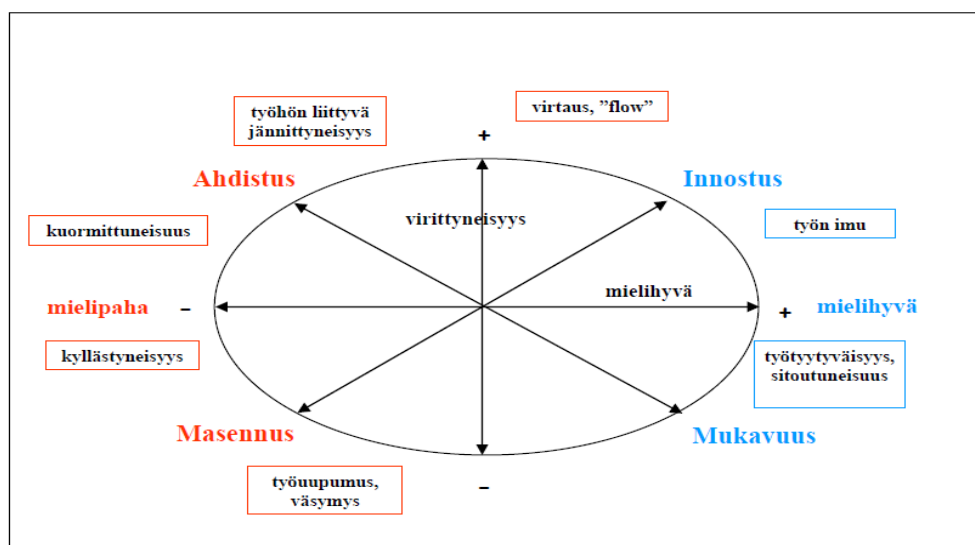 työhön liittyvä
jännittyneisyys
virtaus, ”flow”
+
Ahdistus
Innostus
kuormittuneisuus
virittyneisyys
työn imu
mielipaha
–
mielihyvä
+
mielihyvä
kyllästyneisyys
työtyytyväisyys,
sitoutuneisuus
Masennus
Mukavuus
työuupumus,
väsymys
–